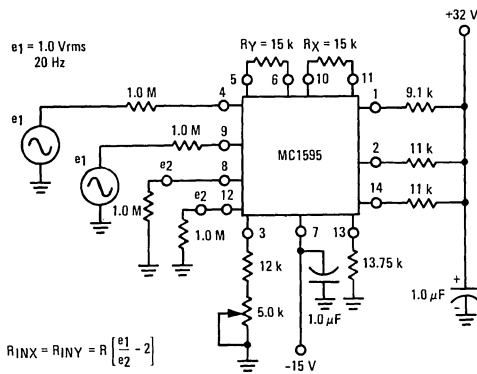 +32 V
e1 = 1.0 Vrms
20 Hz
RY = 15 k
RX = 15 k
5
6
10
11
1.0 M
4
1
9.1 k
e1
1.0 M
9
MC1595
2
11 k
e1
e2
8
14
11 k
1.0 M
e2
12
1.0 M
3
7
13
12 k
13.75 k
+
1.0 μF
-
5.0 k
1.0 μF
RINX = RINY = R [e1/e2 - 2]
-15 V